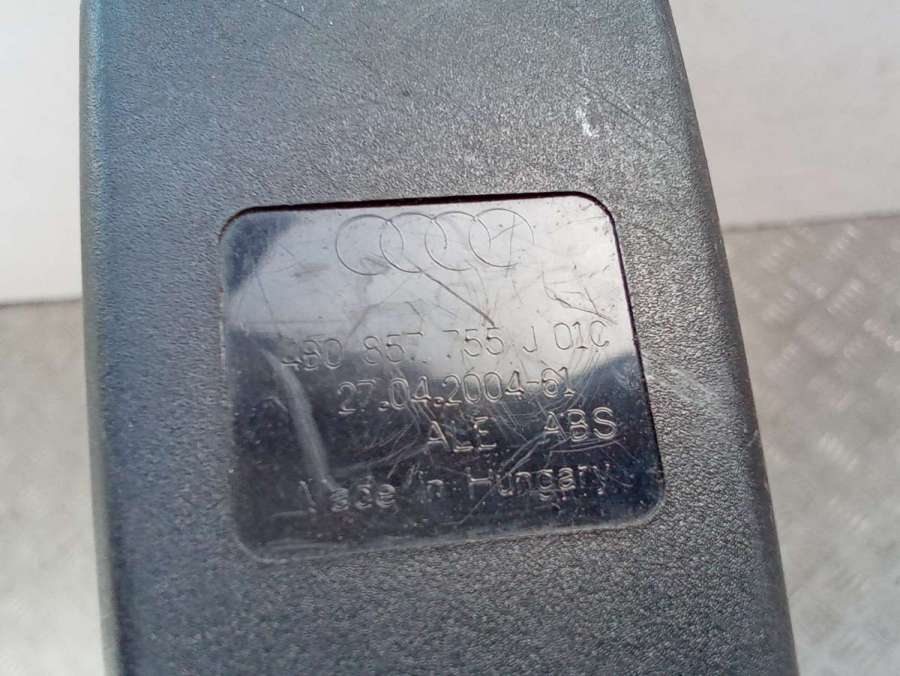 4B0 857 755 J 01C
27.04.2004-61
ALE ABS
Made in Hungary